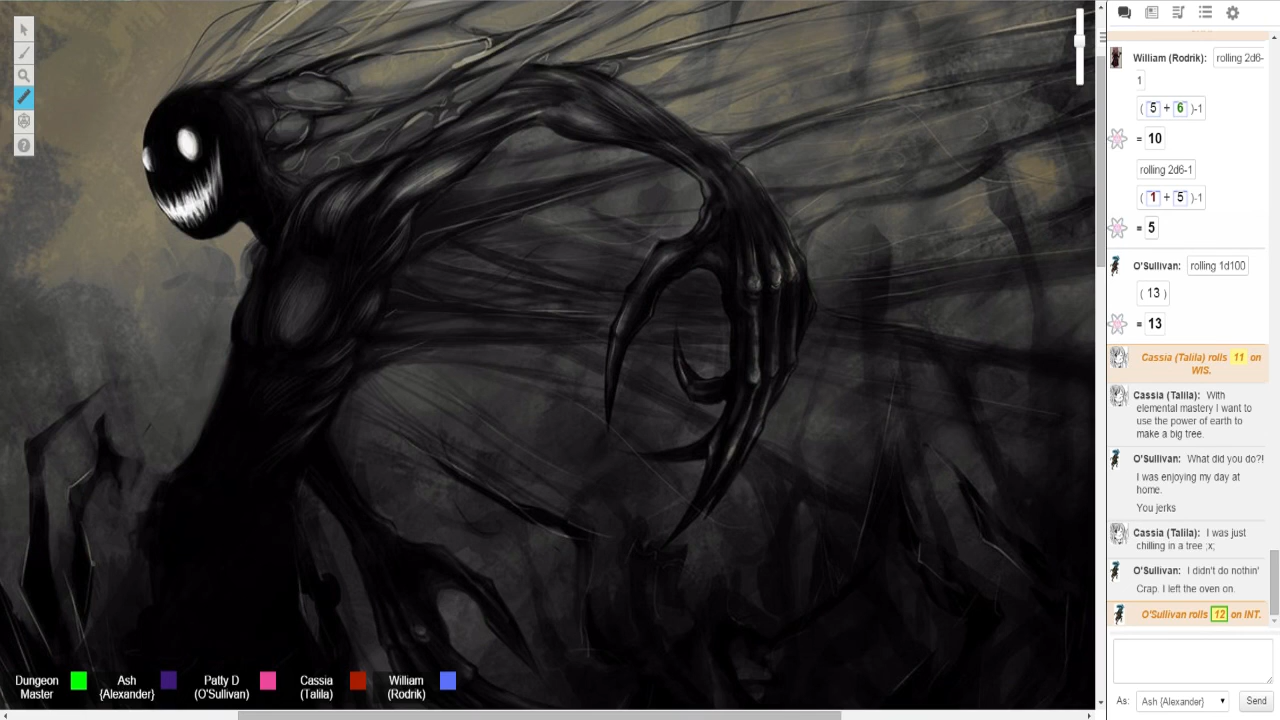 William (Rodrik): rolling 2d6-
1
( 5 + 6 )-1
= 10
rolling 2d6-1
( 1 + 5 )-1
= 5
O'Sullivan: rolling 1d100
( 13 )
= 13
Cassia (Talila) rolls 11 on
WIS.
Cassia (Talila): With
elemental mastery I want to
use the power of earth to
make a big tree.
O'Sullivan: What did you do?!
I was enjoying my day at
home.
You jerks
Cassia (Talila): I was just
chilling in a tree ;x;
O'Sullivan: I didn't do nothin'
Crap. I left the oven on.
O'Sullivan rolls 12 on INT.
As: Ash {Alexander} Send
Dungeon
Master
Ash
{Alexander}
Patty D
(O'Sullivan)
Cassia
(Talila)
William
(Rodrik)